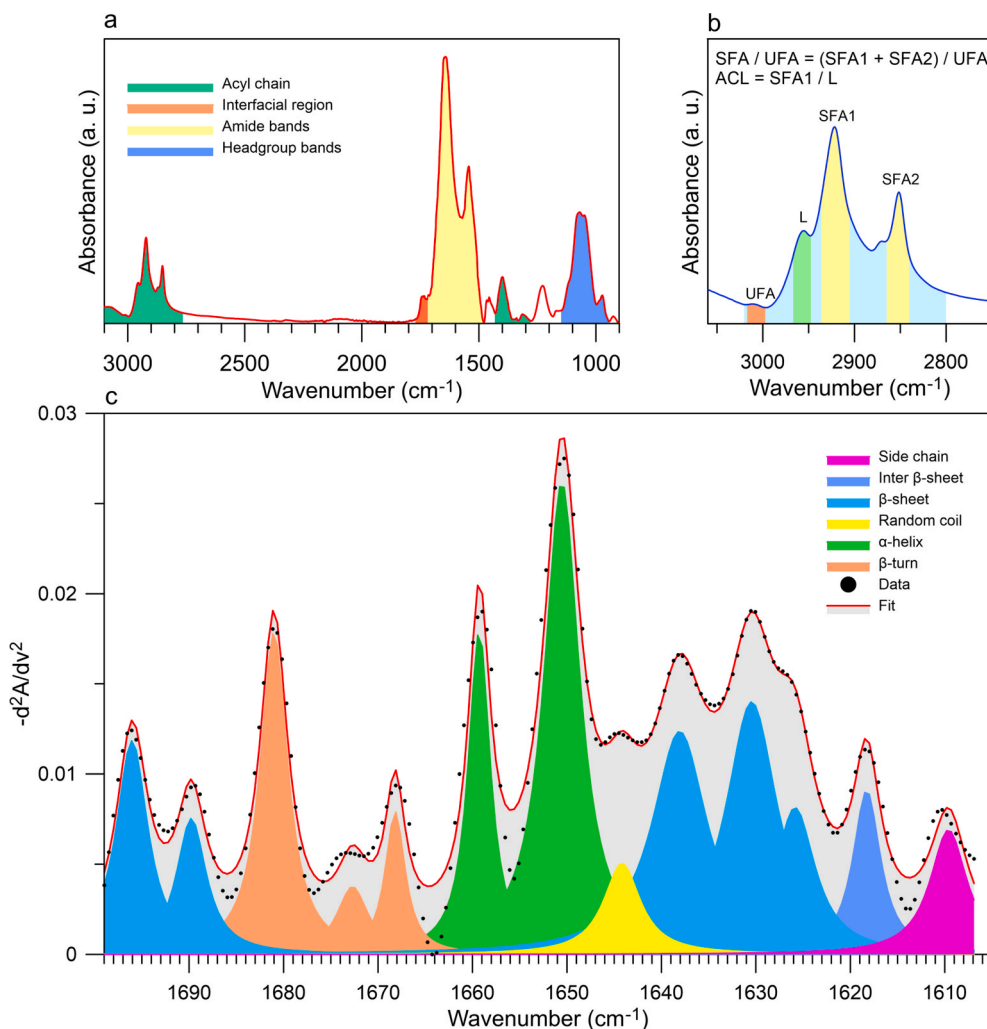 a
Absorbance (a. u.)
Acyl chain
Interfacial region
Amide bands
Headgroup bands
3000 2500 2000 1500 1000
Wavenumber (cm⁻¹)
b
Absorbance (a. u.)
SFA / UFA = (SFA1 + SFA2) / UFA
ACL = SFA1 / L
SFA1
SFA2
L
UFA
3000 2900 2800
Wavenumber (cm⁻¹)
c
-d²A/dv²
0.03
0.02
0.01
0
Side chain
Inter β-sheet
β-sheet
Random coil
α-helix
β-turn
Data
Fit
1690 1680 1670 1660 1650 1640 1630 1620 1610
Wavenumber (cm⁻¹)